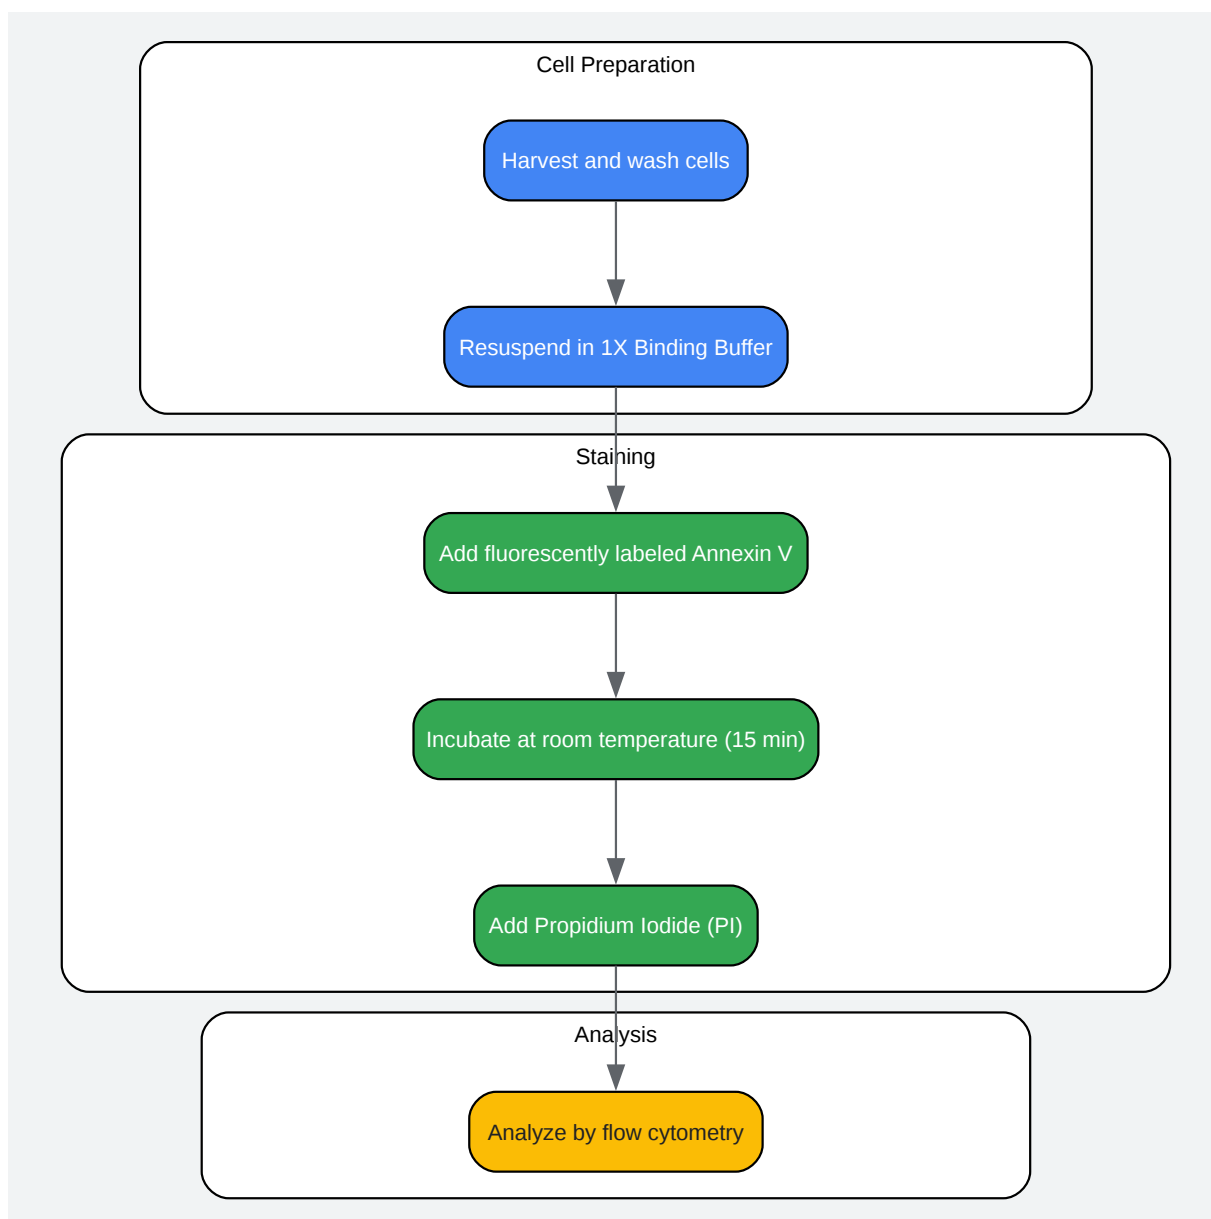 Cell Preparation
Harvest and wash cells
Resuspend in 1X Binding Buffer
Staining
Add fluorescently labeled Annexin V
Incubate at room temperature (15 min)
Add Propidium Iodide (PI)
Analysis
Analyze by flow cytometry